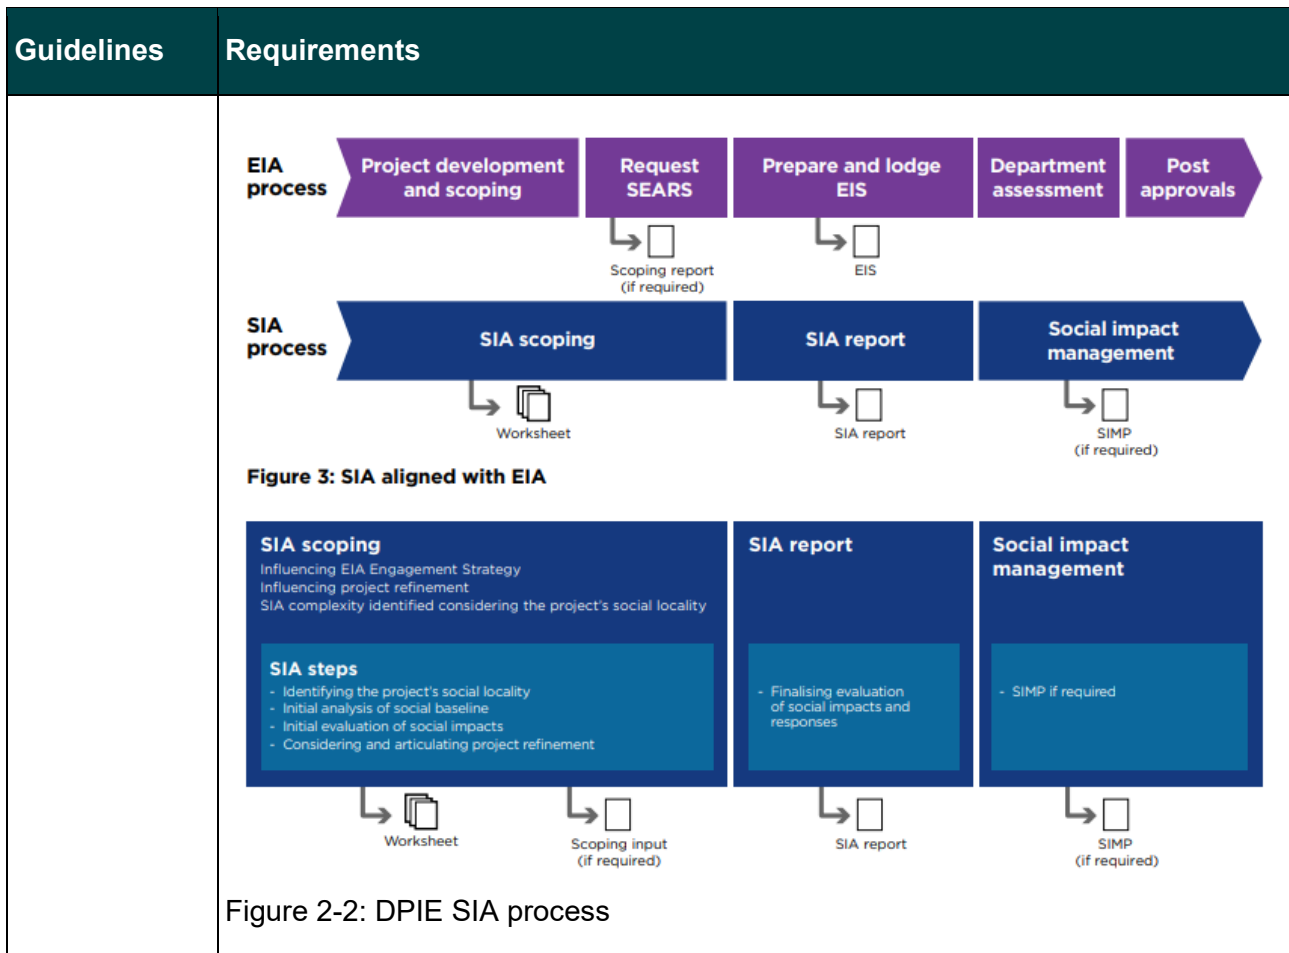 Guidelines
Requirements
EIA
process
Project development
and scoping
Request
SEARS
Prepare and lodge
EIS
Department
assessment
Post
approvals
Scoping report
(if required)
EIS
SIA
process
SIA scoping
SIA report
Social impact
management
Worksheet
SIA report
SIMP
(if required)
Figure 3: SIA aligned with EIA
SIA scoping
Influencing EIA Engagement Strategy
Influencing project refinement
SIA complexity identified considering the project's social locality
SIA steps
- Identifying the project's social locality
- Initial analysis of social baseline
- Initial evaluation of social impacts
- Considering and articulating project refinement
SIA report
- Finalising evaluation
of social impacts and
responses
Social impact
management
- SIMP if required
Worksheet
Scoping input
(if required)
SIA report
SIMP
(if required)
Figure 2-2: DPIE SIA process